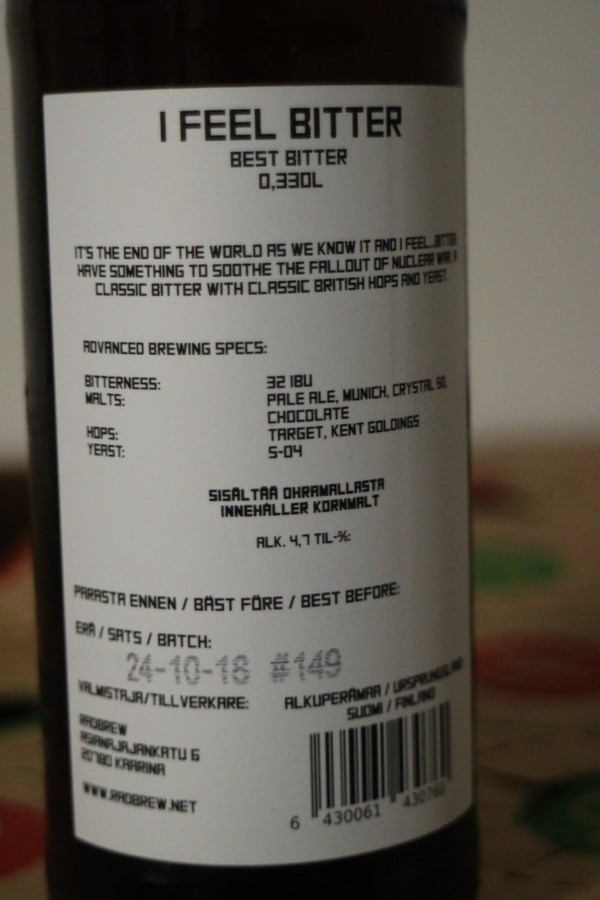 I FEEL BITTER
BEST BITTER
0,330L
IT'S THE END OF THE WORLD AS WE KNOW IT AND I FEEL...BITTER.
HAVE SOMETHING TO SOOTHE THE FALLOUT OF NUCLEAR WAR. A
CLASSIC BITTER WITH CLASSIC BRITISH HOPS AND YEAST.
ADVANCED BREWING SPECS:
BITTERNESS: 32 IBU
MALTS: PALE ALE, MUNICH, CRYSTAL 50,
CHOCOLATE
HOPS: TARGET, KENT GOLDINGS
YEAST: S-04
SISÄLTÄÄ OHRAMALLASTA
INNEHÅLLER KORNMALT
ALK. 4,7 TIL-%:
PARASTA ENNEN / BÄST FÖRE / BEST BEFORE:
ERÄ / SATS / BATCH:
24-10-18 #149
VALMISTAJA/TILLVERKARE:
RADBREW
ASIANAJAJANKATU 6
20780 KAARINA
WWW.RADBREW.NET
ALKUPERÄMAA / URSPRUNGSLAND
SUOMI / FINLAND
6 430061 430760